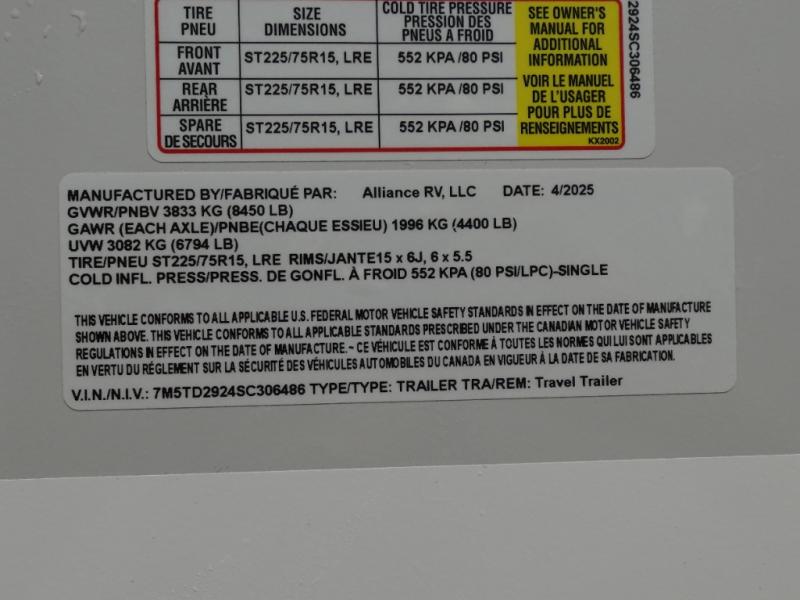 TIRE PNEU SIZE DIMENSIONS COLD TIRE PRESSURE PRESSION DES PNEUS A FROID
FRONT AVANT ST225/75R15, LRE 552 KPA /80 PSI
REAR ARRIÈRE ST225/75R15, LRE 552 KPA /80 PSI
SPARE DE SECOURS ST225/75R15, LRE 552 KPA /80 PSI
SEE OWNER'S
MANUAL FOR
ADDITIONAL
INFORMATION
VOIR LE MANUEL
DE L'USAGER
POUR PLUS DE
RENSEIGNEMENTS
KX2002
2924SC306486
MANUFACTURED BY/FABRIQUÉ PAR: Alliance RV, LLC DATE: 4/2025
GVWR/PNBV 3833 KG (8450 LB)
GAWR (EACH AXLE)/PNBE(CHAQUE ESSIEU) 1996 KG (4400 LB)
UVW 3082 KG (6794 LB)
TIRE/PNEU ST225/75R15, LRE RIMS/JANTE15 x 6J, 6 x 5.5
COLD INFL. PRESS/PRESS. DE GONFL. À FROID 552 KPA (80 PSI/LPC)-SINGLE
THIS VEHICLE CONFORMS TO ALL APPLICABLE U.S. FEDERAL MOTOR VEHICLE SAFETY STANDARDS IN EFFECT ON THE DATE OF MANUFACTURE
SHOWN ABOVE. THIS VEHICLE CONFORMS TO ALL APPLICABLE STANDARDS PRESCRIBED UNDER THE CANADIAN MOTOR VEHICLE SAFETY
REGULATIONS IN EFFECT ON THE DATE OF MANUFACTURE.~ CE VÉHICULE EST CONFORME À TOUTES LES NORMES QUI LUI SONT APPLICABLES
EN VERTU DU RÉGLEMENT SUR LA SÉCURITÉ DES VÉHICULES AUTOMOBILES DU CANADA EN VIGUEUR À LA DATE DE SA FABRICATION.
V.I.N./N.I.V.: 7M5TD2924SC306486 TYPE/TYPE: TRAILER TRA/REM: Travel Trailer